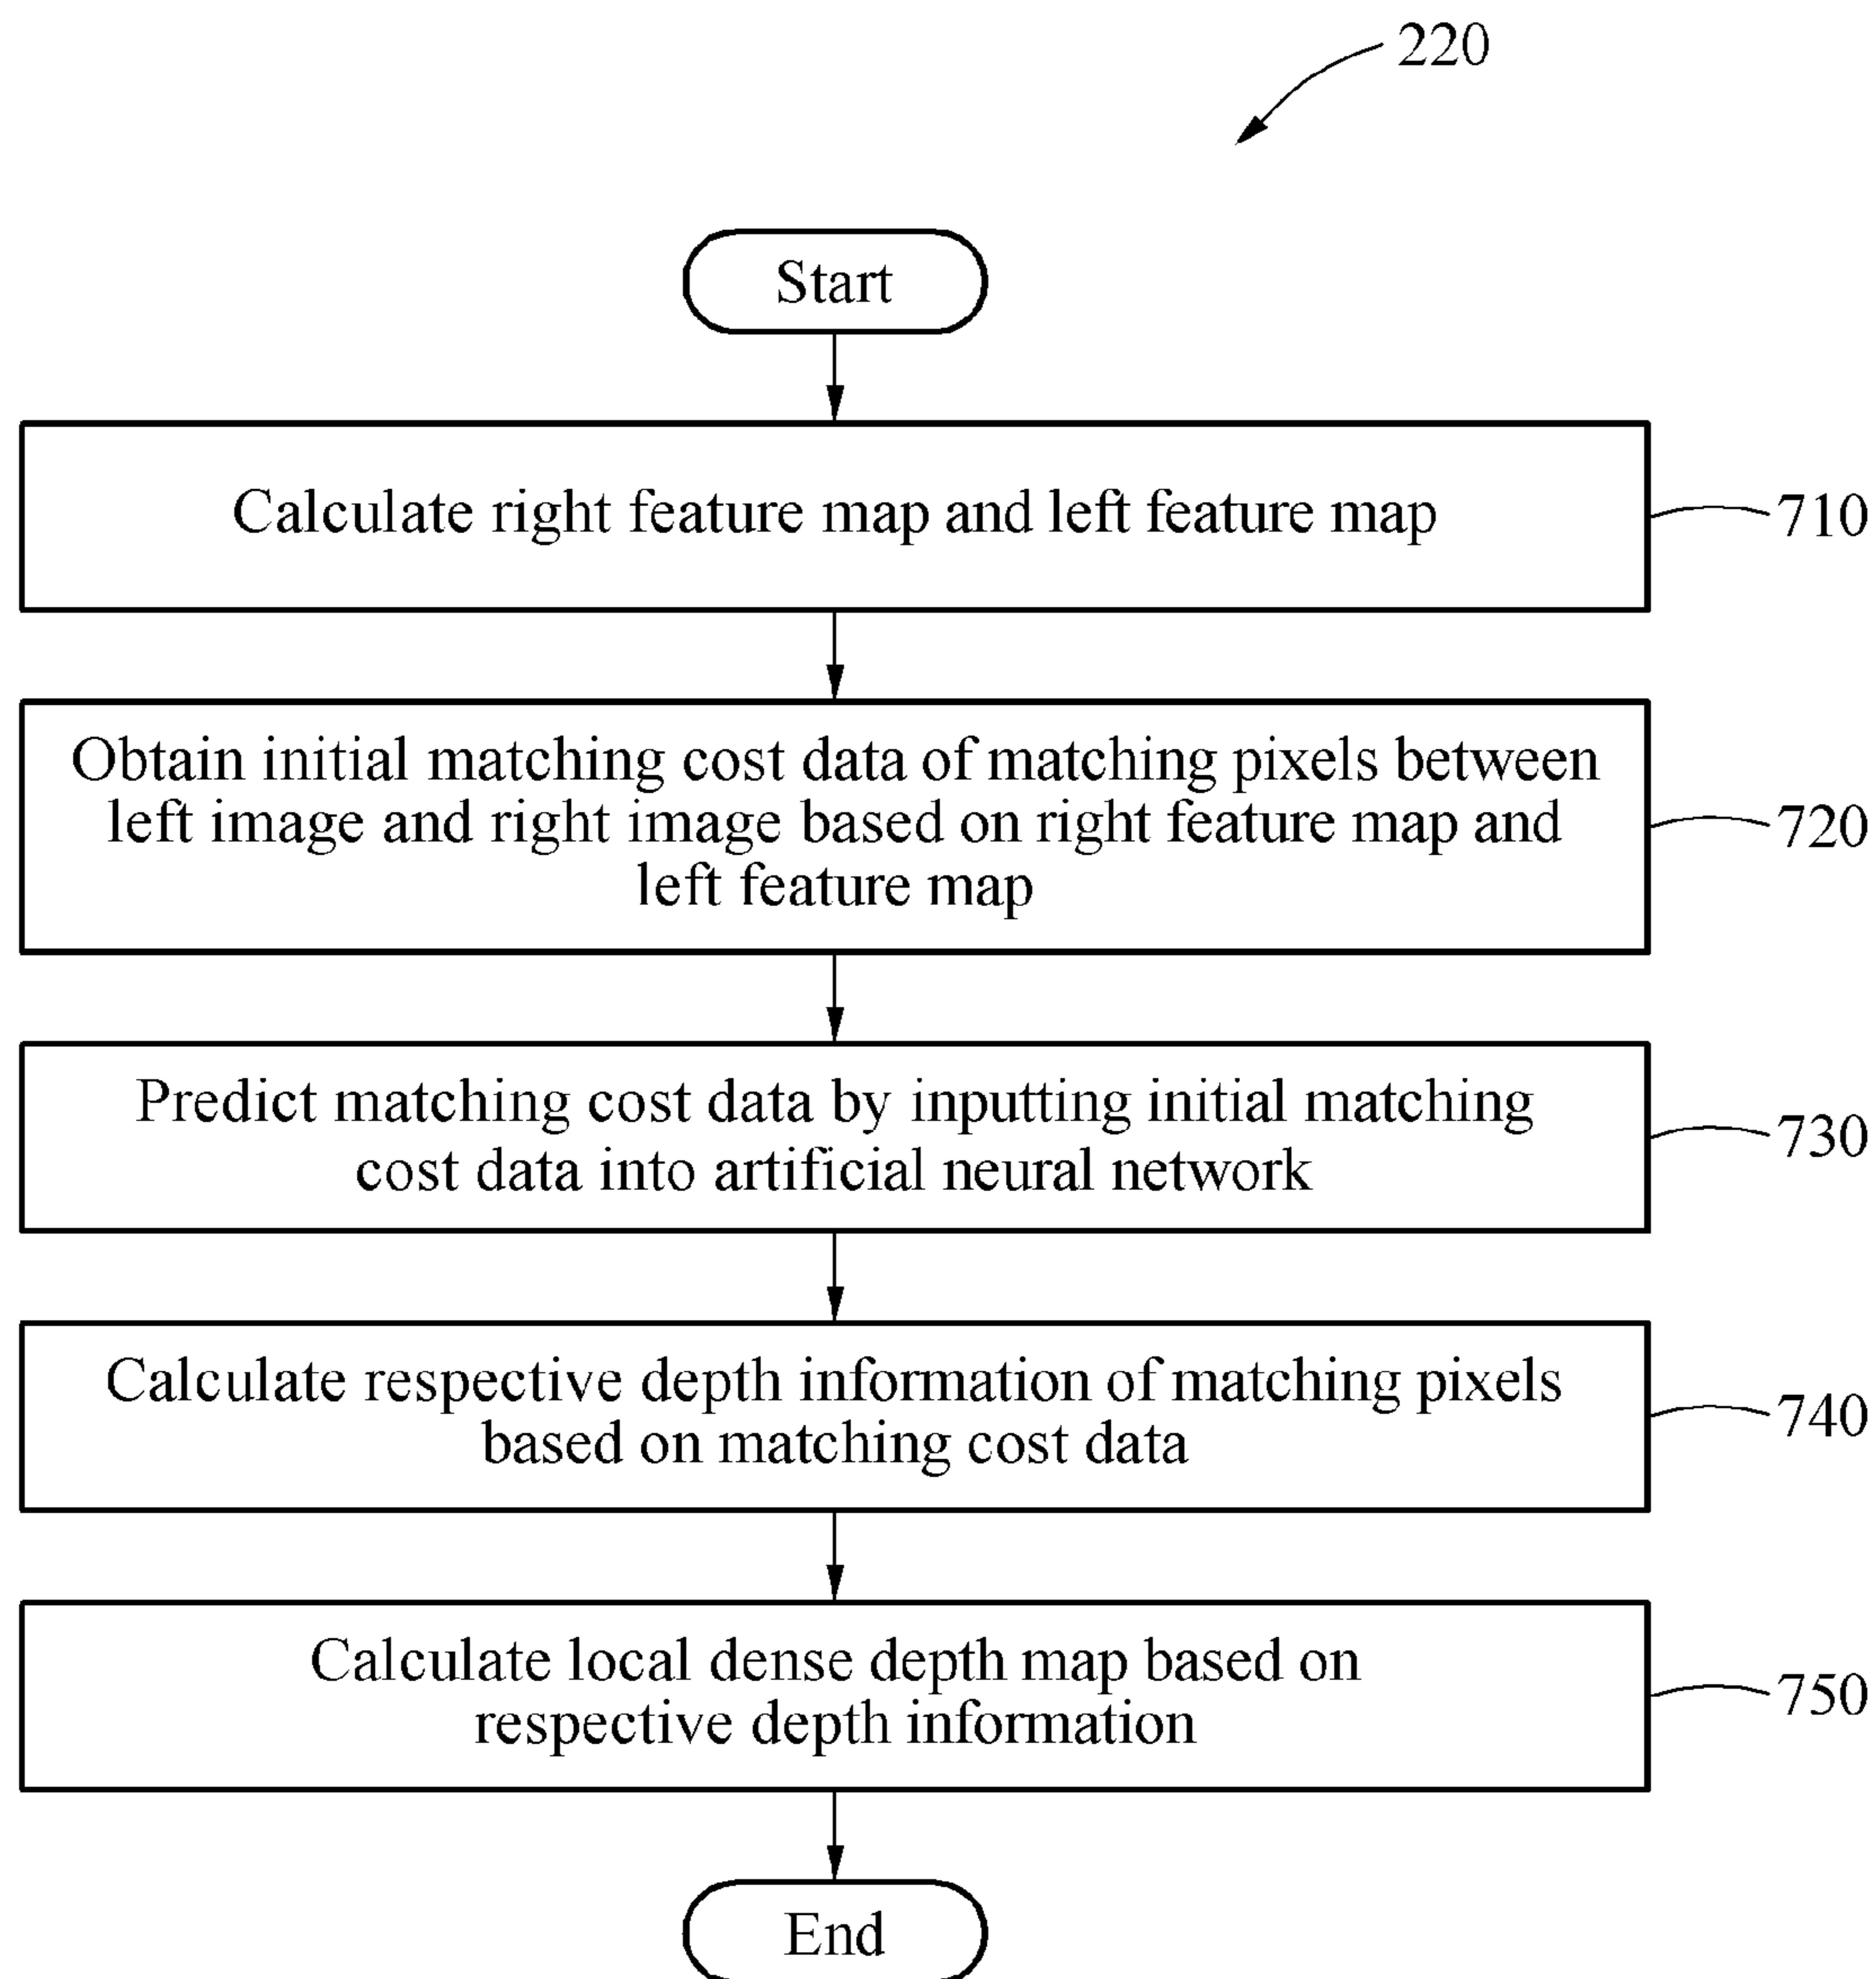 220
Start
Calculate right feature map and left feature map
710
Obtain initial matching cost data of matching pixels between
left image and right image based on right feature map and
left feature map
720
Predict matching cost data by inputting initial matching
cost data into artificial neural network
730
Calculate respective depth information of matching pixels
based on matching cost data
740
Calculate local dense depth map based on
respective depth information
750
End